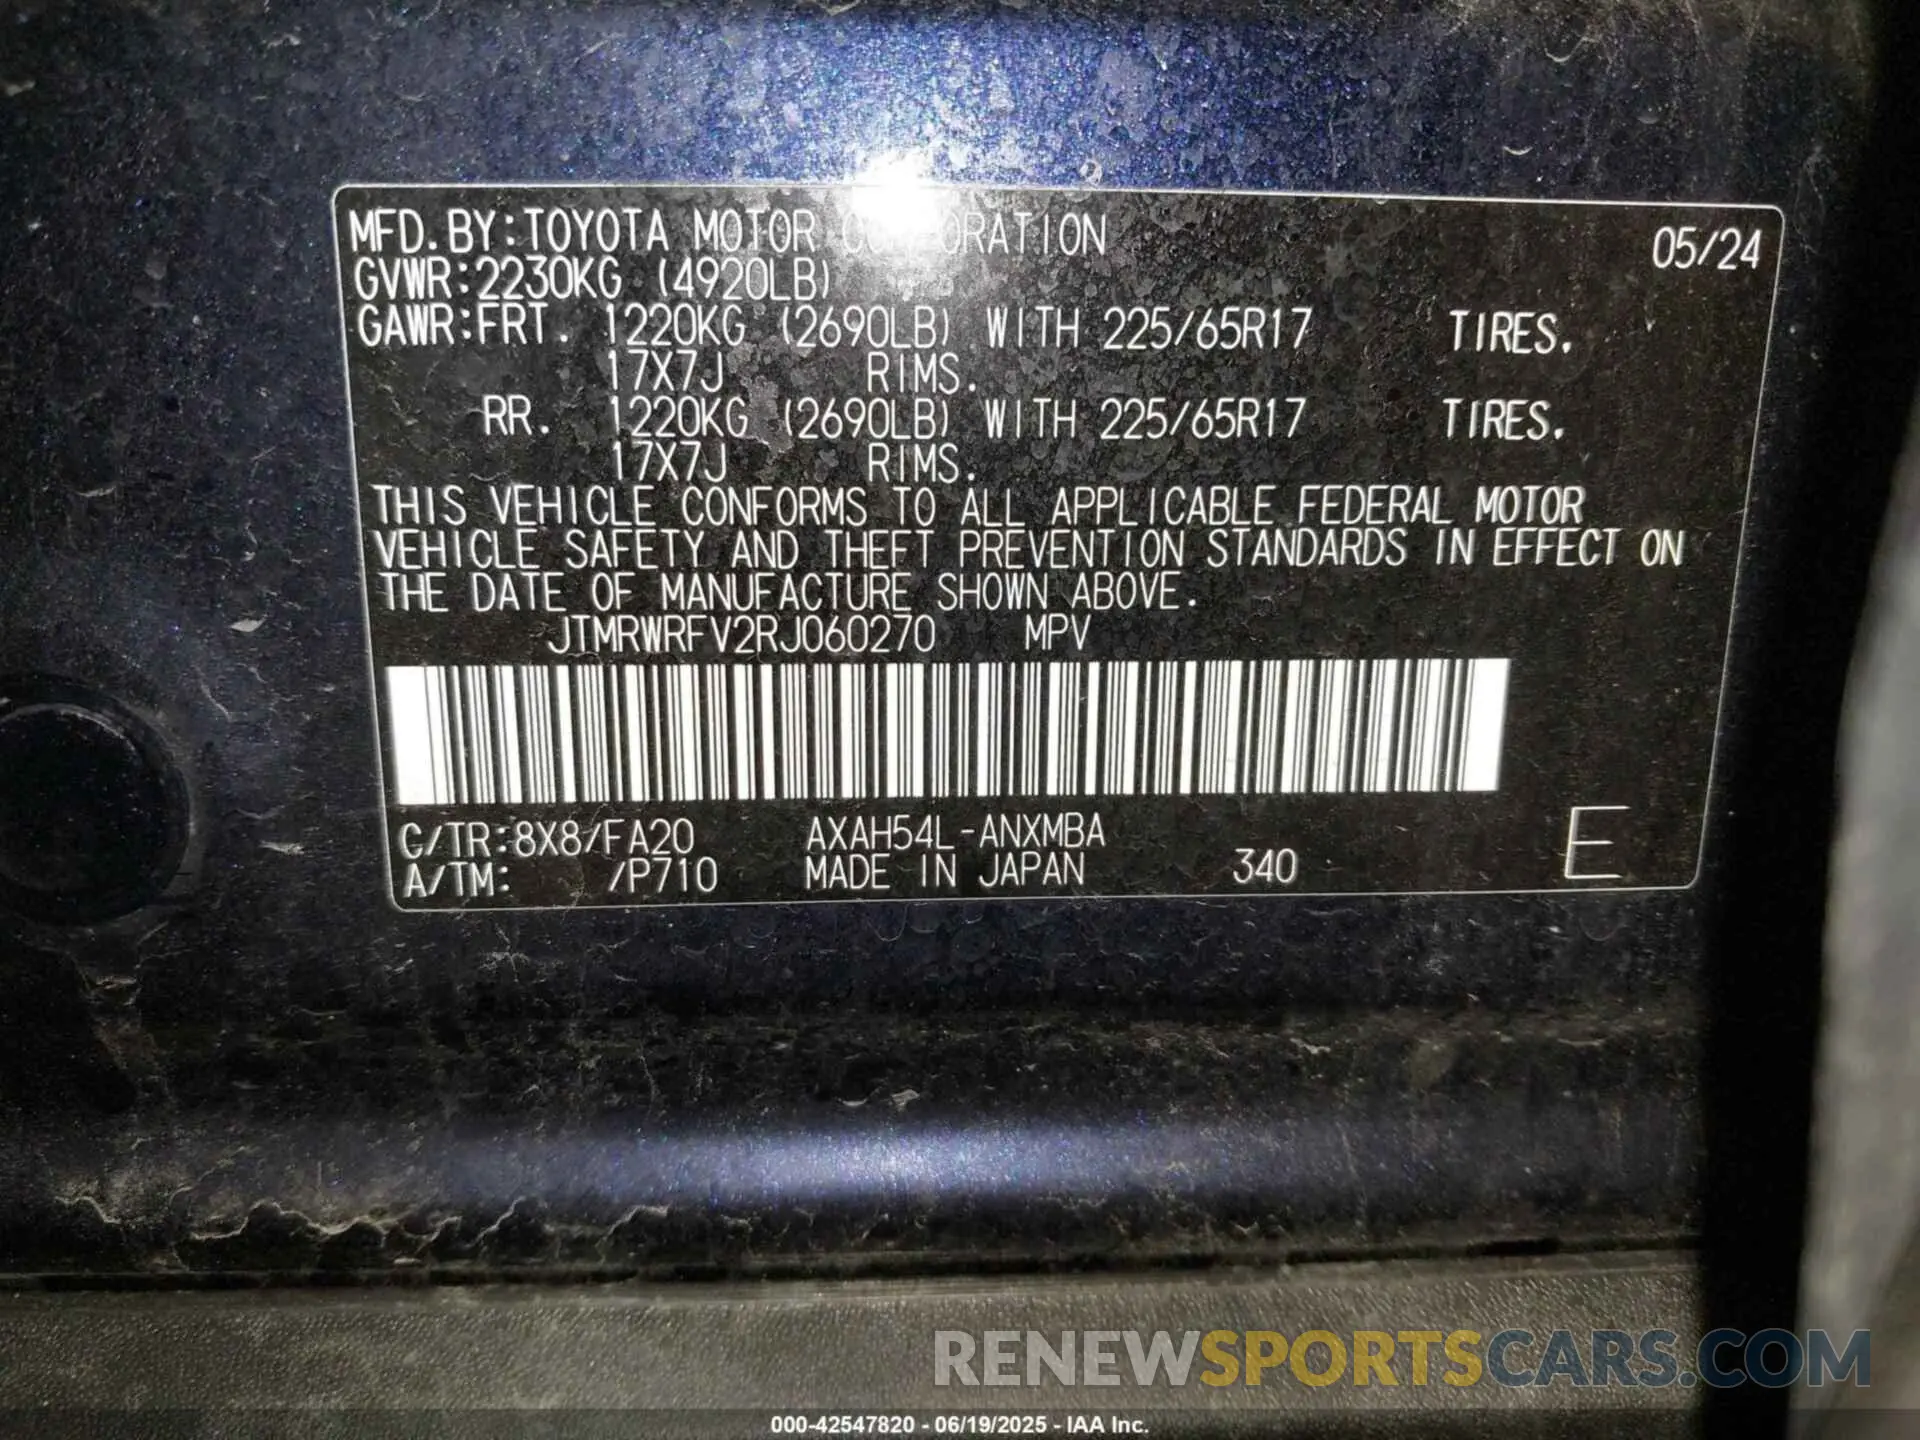 MFD. BY: TOYOTA MOTOR CORPORATION 05/24
GVWR: 2230KG (4920LB)
GAWR: FRT. 1220KG (2690LB) WITH 225/65R17 TIRES.
17X7J RIMS.
RR. 1220KG (2690LB) WITH 225/65R17 TIRES.
17X7J RIMS.
THIS VEHICLE CONFORMS TO ALL APPLICABLE FEDERAL MOTOR
VEHICLE SAFETY AND THEFT PREVENTION STANDARDS IN EFFECT ON
THE DATE OF MANUFACTURE SHOWN ABOVE.
JTMRWRFV2RJ060270 MPV
C/TR: 8X8/FA20 AXAH54L-ANXMBA
A/TM: /P710 MADE IN JAPAN 340 E
RENEWSPORTSCARS.COM
000-42547820 - 06/19/2025 - IAA Inc.